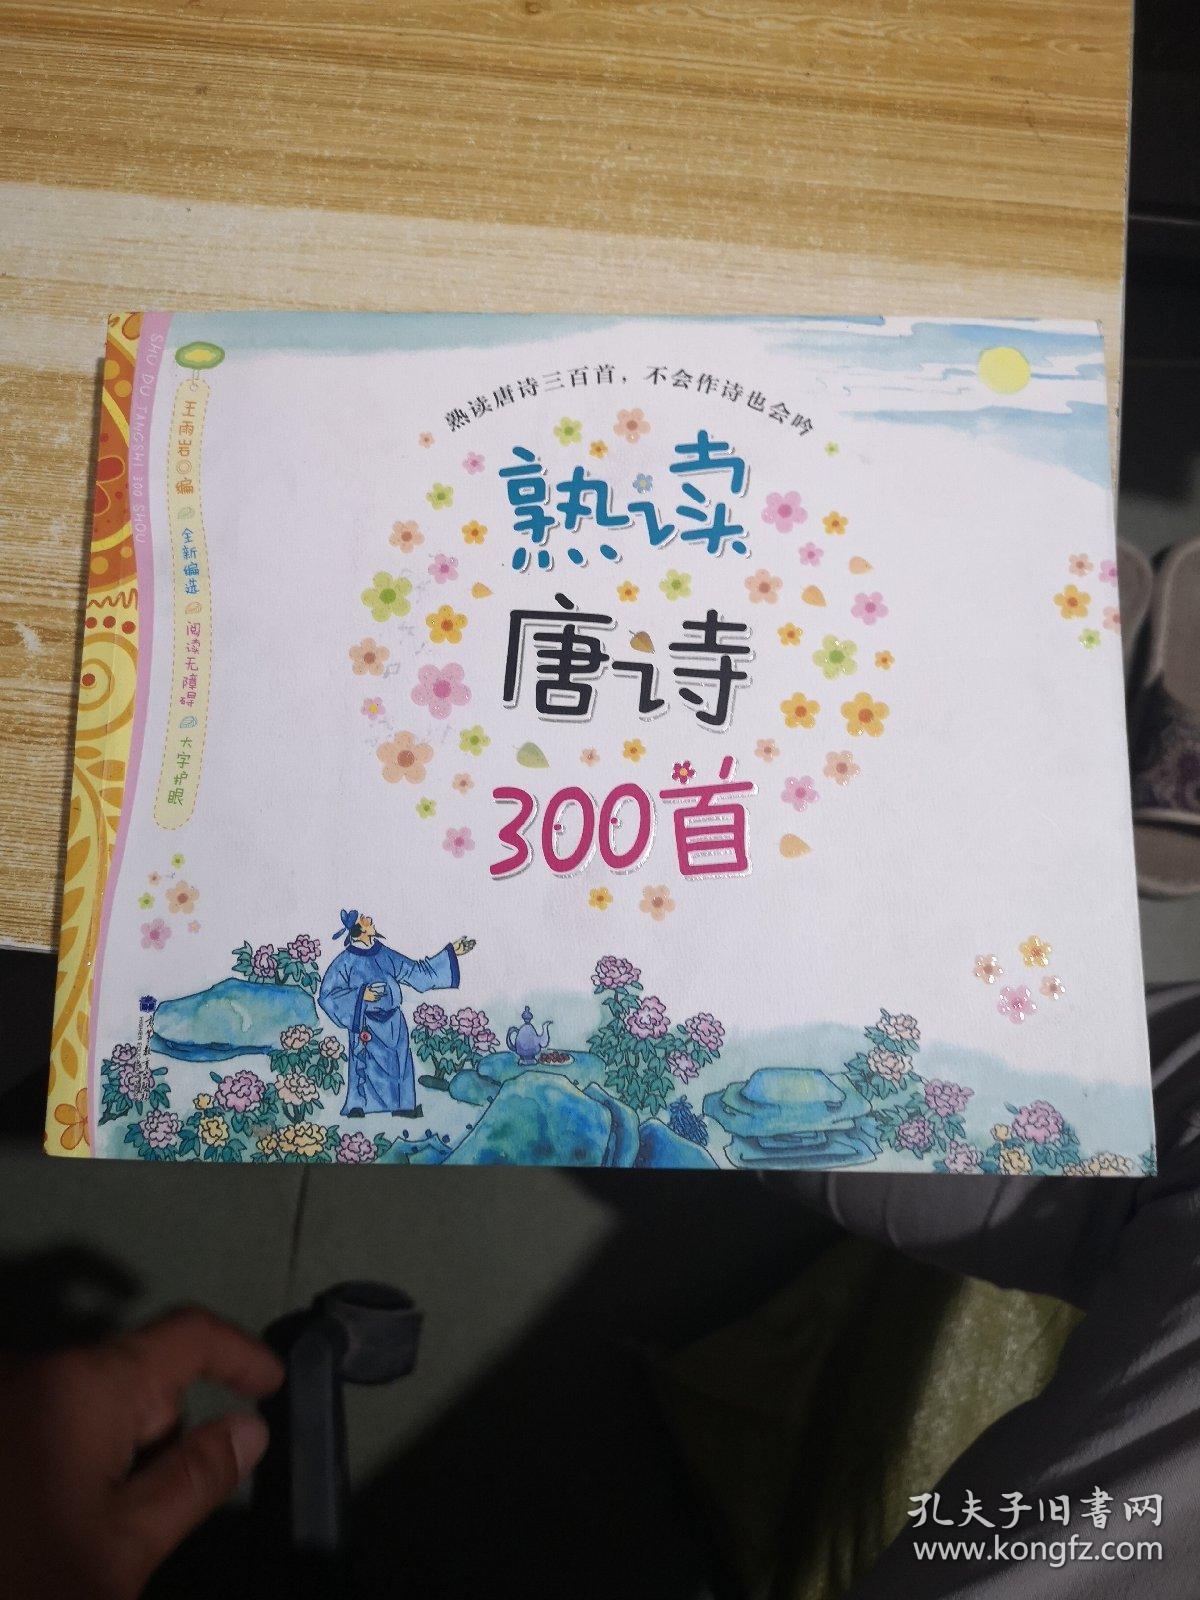 熟读唐诗三百首，不会作诗也会吟
熟读
唐诗
300首
SHU DU TANGSHI 300 SHOU
王雨岩◎编 全新编选 阅读无障碍 大字护眼
孔夫子旧书网
www.kongfz.com